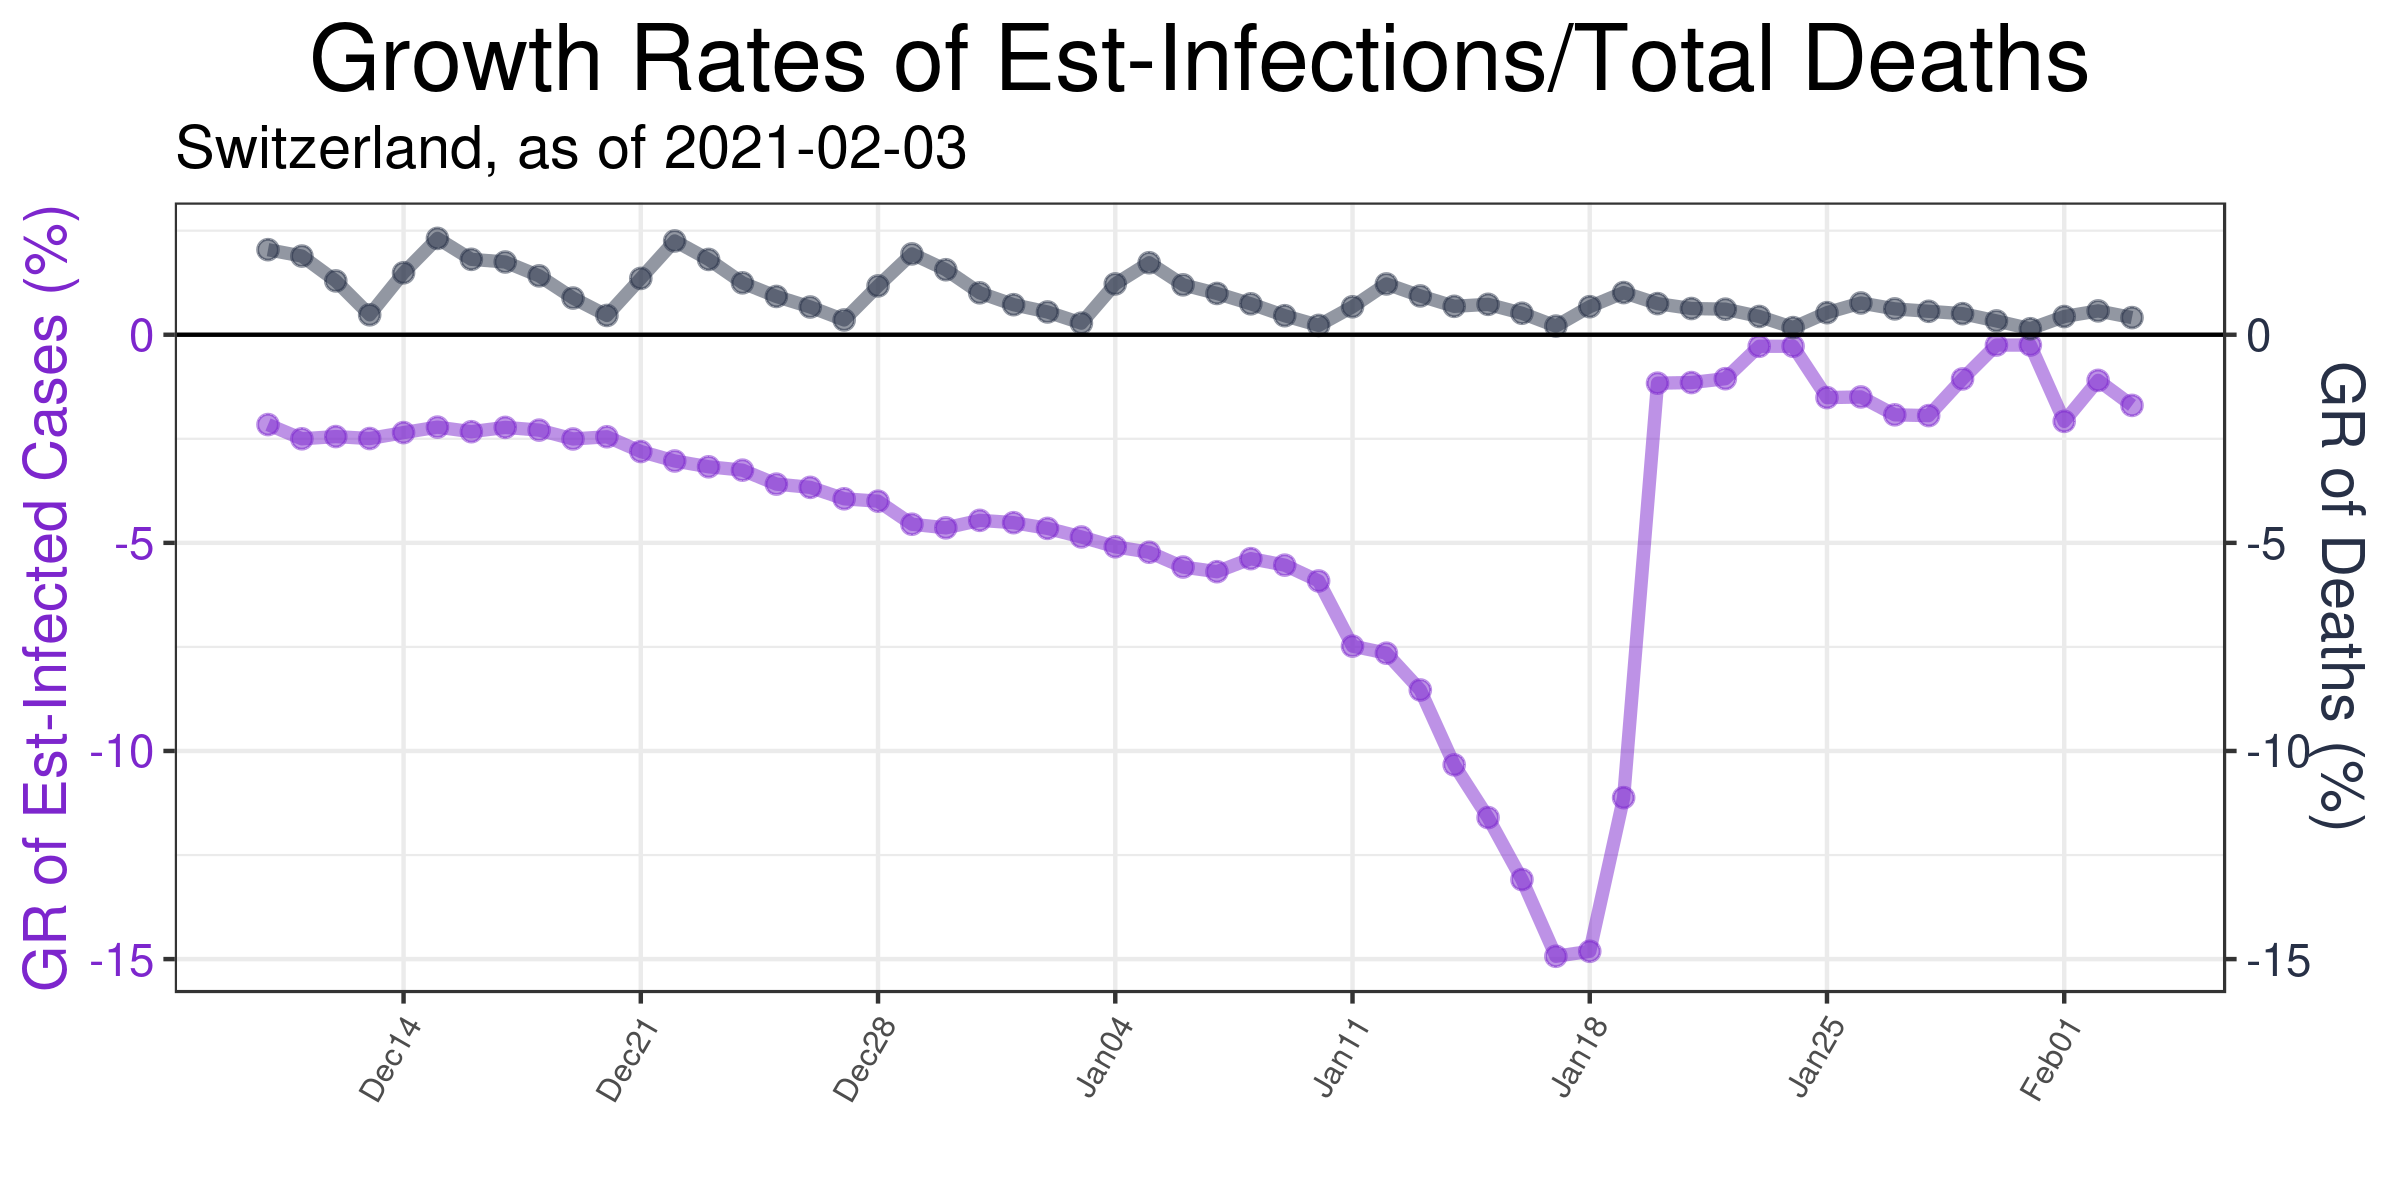 Growth Rates of Est-Infections/Total Deaths
Switzerland, as of 2021-02-03
GR of Est-Infected Cases (%)
0
-5
-10
-15
0
-5
-10
-15
GR of Deaths (%)
Dec14
Dec21
Dec28
Jan04
Jan11
Jan18
Jan25
Feb01